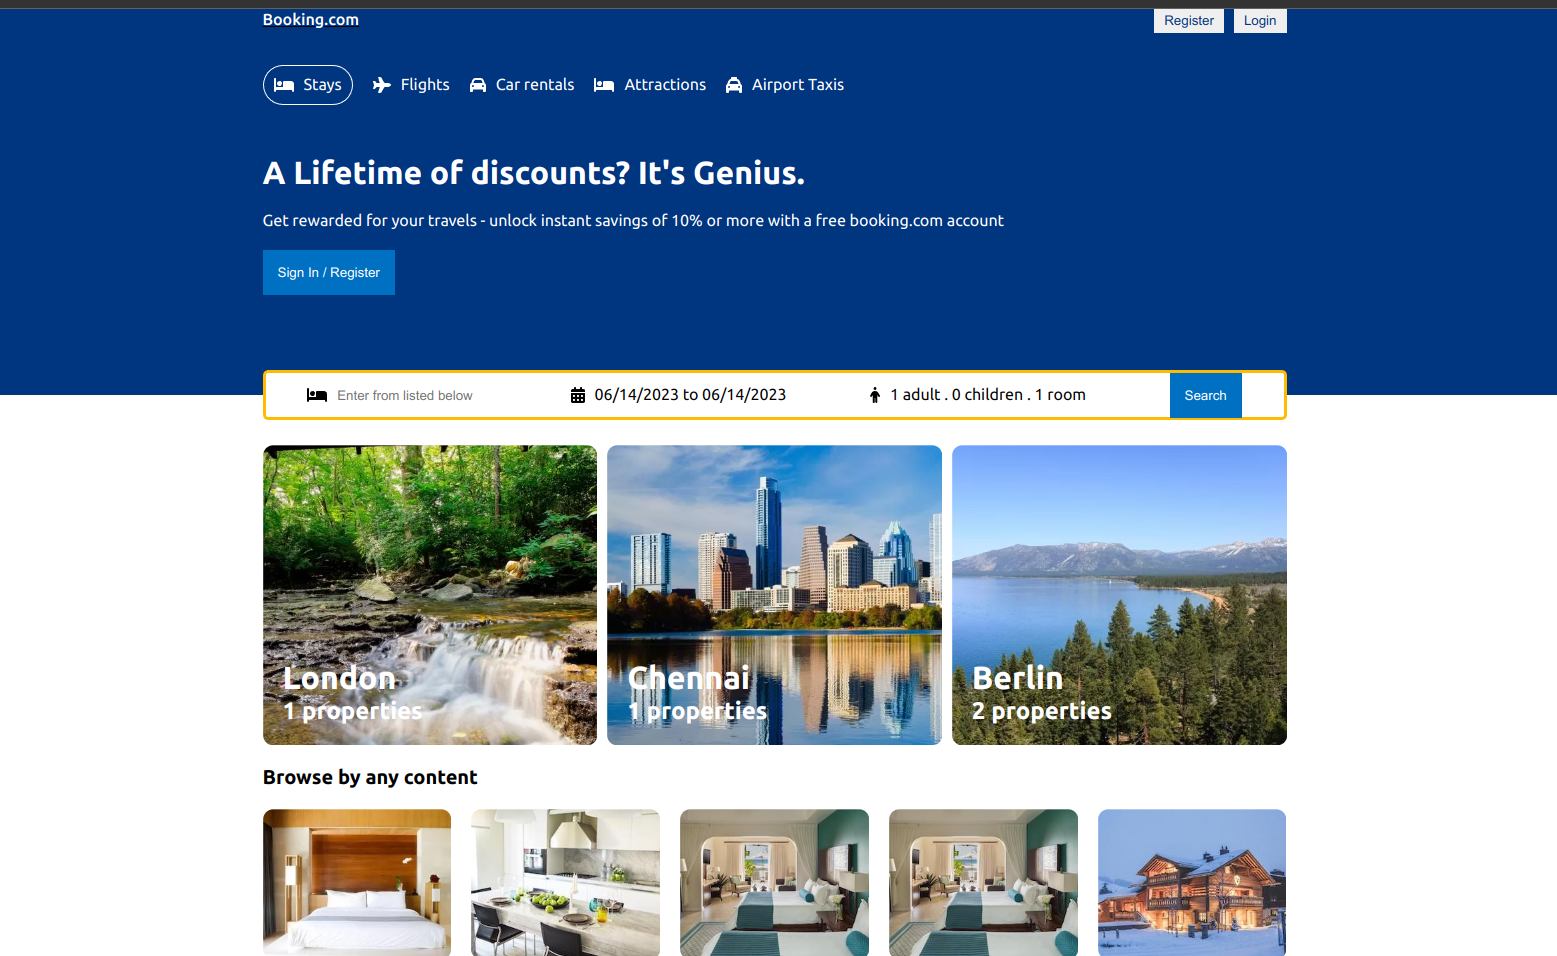 Booking.com
Register
Login
Stays
Flights
Car rentals
Attractions
Airport Taxis
A Lifetime of discounts? It's Genius.
Get rewarded for your travels - unlock instant savings of 10% or more with a free booking.com account
Sign In / Register
Enter from listed below
06/14/2023 to 06/14/2023
1 adult . 0 children . 1 room
Search
London
1 properties
Chennai
1 properties
Berlin
2 properties
Browse by any content